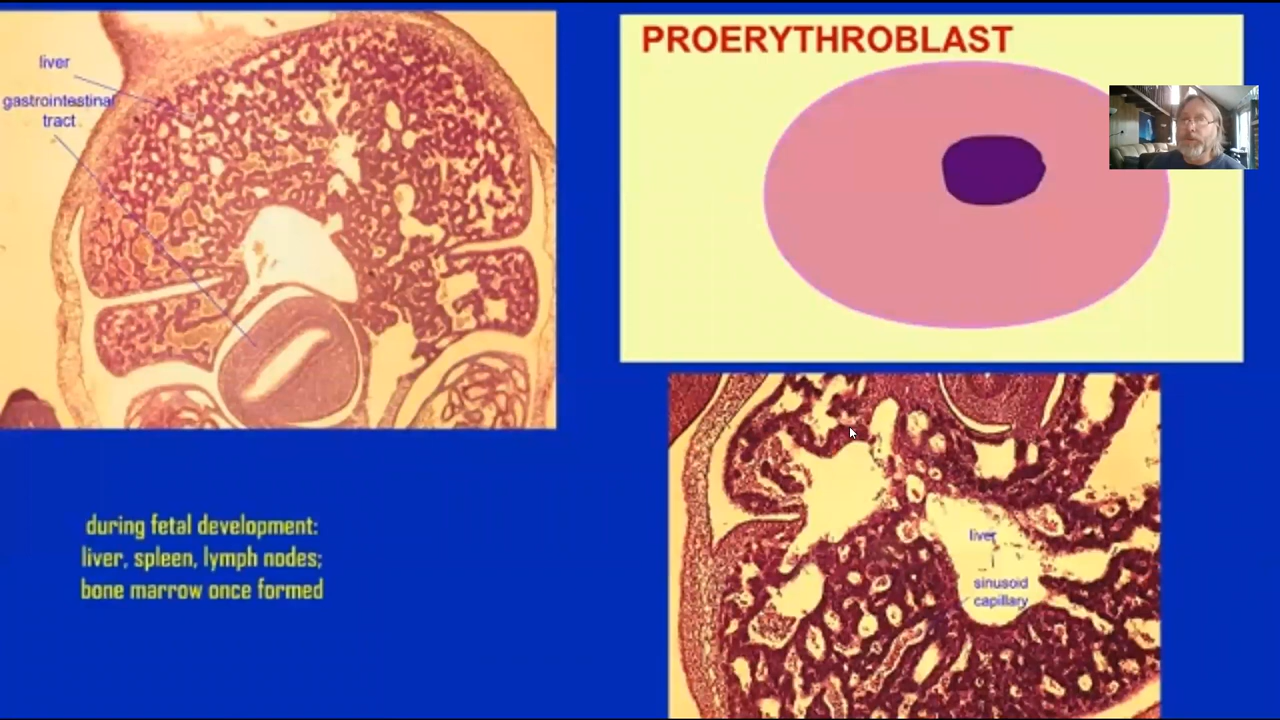 liver
gastrointestinal
tract
PROERYTHROBLAST
during fetal development:
liver, spleen, lymph nodes;
bone marrow once formed
liver
sinusoid
capillary